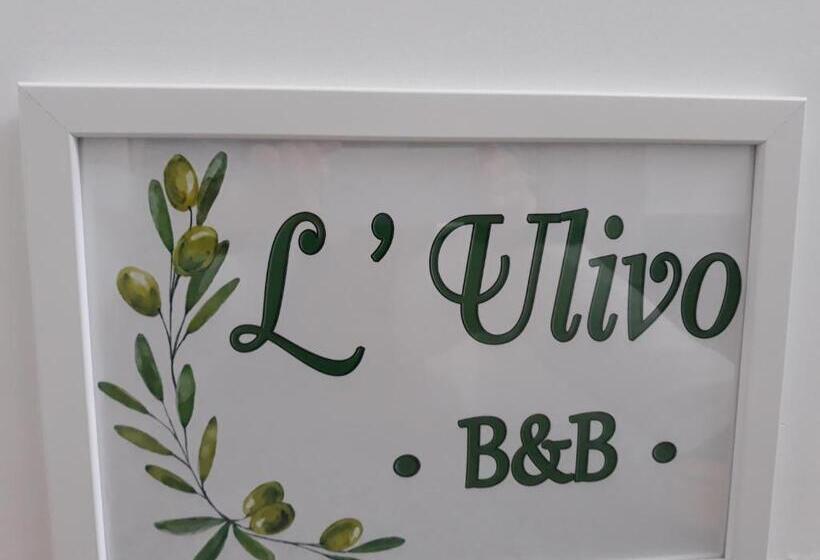 L' Ulivo
• B&B •